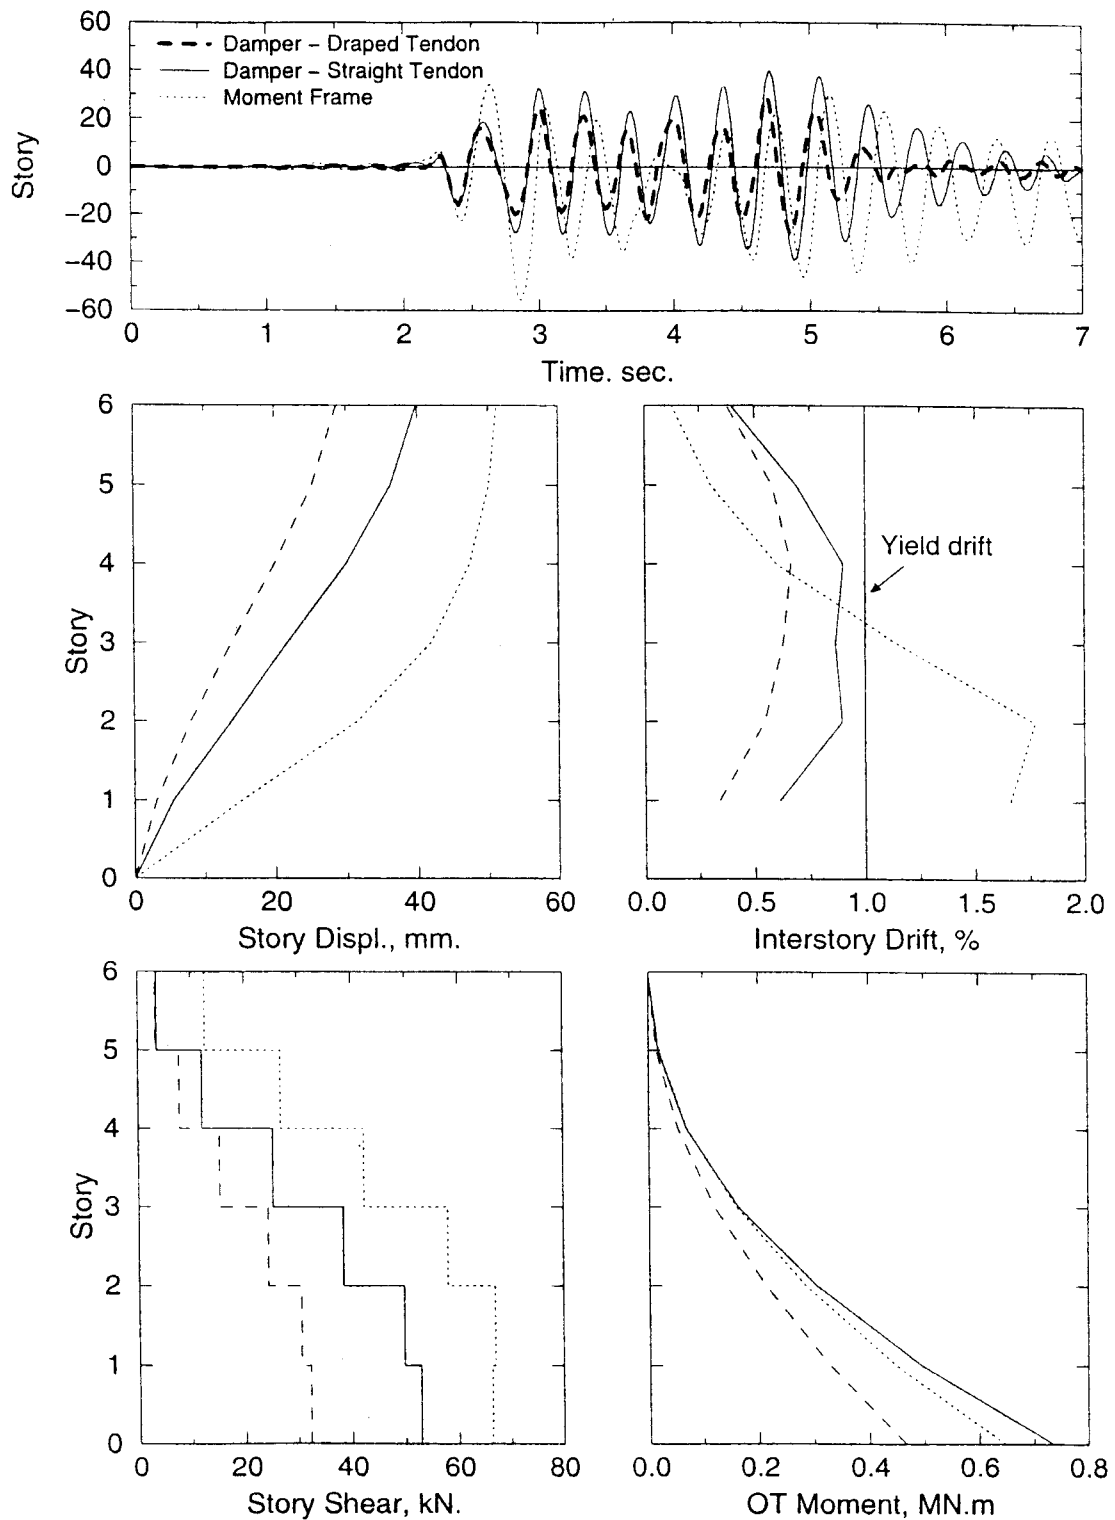 60
40
20
0
−20
−40
−60
Story
Damper − Draped Tendon
Damper − Straight Tendon
Moment Frame
0 1 2 3 4 5 6 7
Time. sec.
6
5
4
3
2
1
0
Story
0 20 40 60
Story Displ., mm.
Yield drift
0.0 0.5 1.0 1.5 2.0
Interstory Drift, %
6
5
4
3
2
1
0
Story
0 20 40 60 80
Story Shear, kN.
0.0 0.2 0.4 0.6 0.8
OT Moment, MN.m